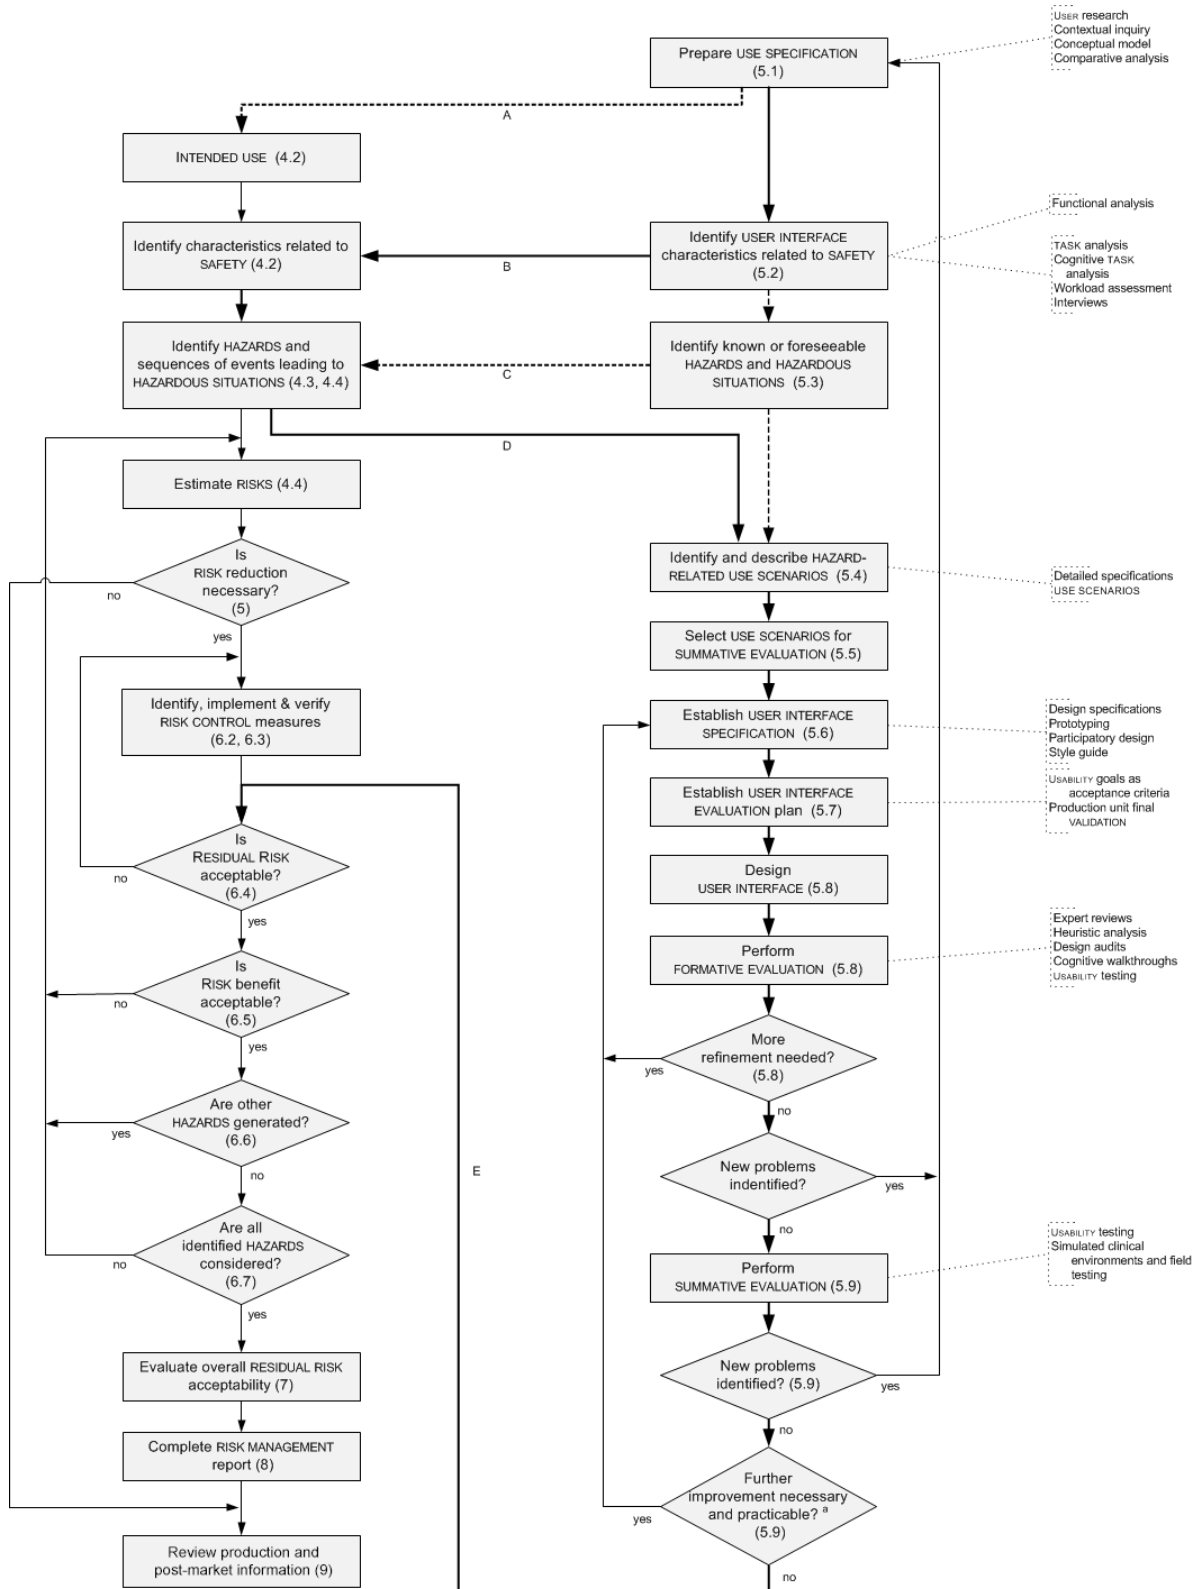 USER research
Contextual inquiry
Conceptual model
Comparative analysis
Prepare USE SPECIFICATION
(5.1)
A
INTENDED USE (4.2)
Functional analysis
Identify characteristics related to
SAFETY (4.2)
B
Identify USER INTERFACE
characteristics related to SAFETY
(5.2)
TASK analysis
Cognitive TASK
analysis
Workload assessment
Interviews
Identify HAZARDS and
sequences of events leading to
HAZARDOUS SITUATIONS (4.3, 4.4)
C
Identify known or foreseeable
HAZARDS and HAZARDOUS
SITUATIONS (5.3)
D
Estimate RISKS (4.4)
Is
RISK reduction
necessary?
(5)
no
yes
Identify and describe HAZARD-
RELATED USE SCENARIOS (5.4)
Detailed specifications
USE SCENARIOS
Select USE SCENARIOS for
SUMMATIVE EVALUATION (5.5)
Identify, implement & verify
RISK CONTROL measures
(6.2, 6.3)
Establish USER INTERFACE
SPECIFICATION (5.6)
Design specifications
Prototyping
Participatory design
Style guide
Establish USER INTERFACE
EVALUATION plan (5.7)
USABILITY goals as
acceptance criteria
Production unit final
VALIDATION
Is
RESIDUAL RISK
acceptable?
(6.4)
no
yes
Design
USER INTERFACE (5.8)
Perform
FORMATIVE EVALUATION (5.8)
Expert reviews
Heuristic analysis
Design audits
Cognitive walkthroughs
USABILITY testing
Is
RISK benefit
acceptable?
(6.5)
no
yes
More
refinement needed?
(5.8)
yes
no
Are other
HAZARDS generated?
(6.6)
yes
no
E
New problems
indentified?
yes
no
Are all
identified HAZARDS
considered?
(6.7)
no
yes
Perform
SUMMATIVE EVALUATION (5.9)
USABILITY testing
Simulated clinical
environments and field
testing
Evaluate overall RESIDUAL RISK
acceptability (7)
New problems
identified? (5.9)
yes
no
Complete RISK MANAGEMENT
report (8)
Further
improvement necessary
and practicable? a
(5.9)
yes
no
Review production and
post-market information (9)